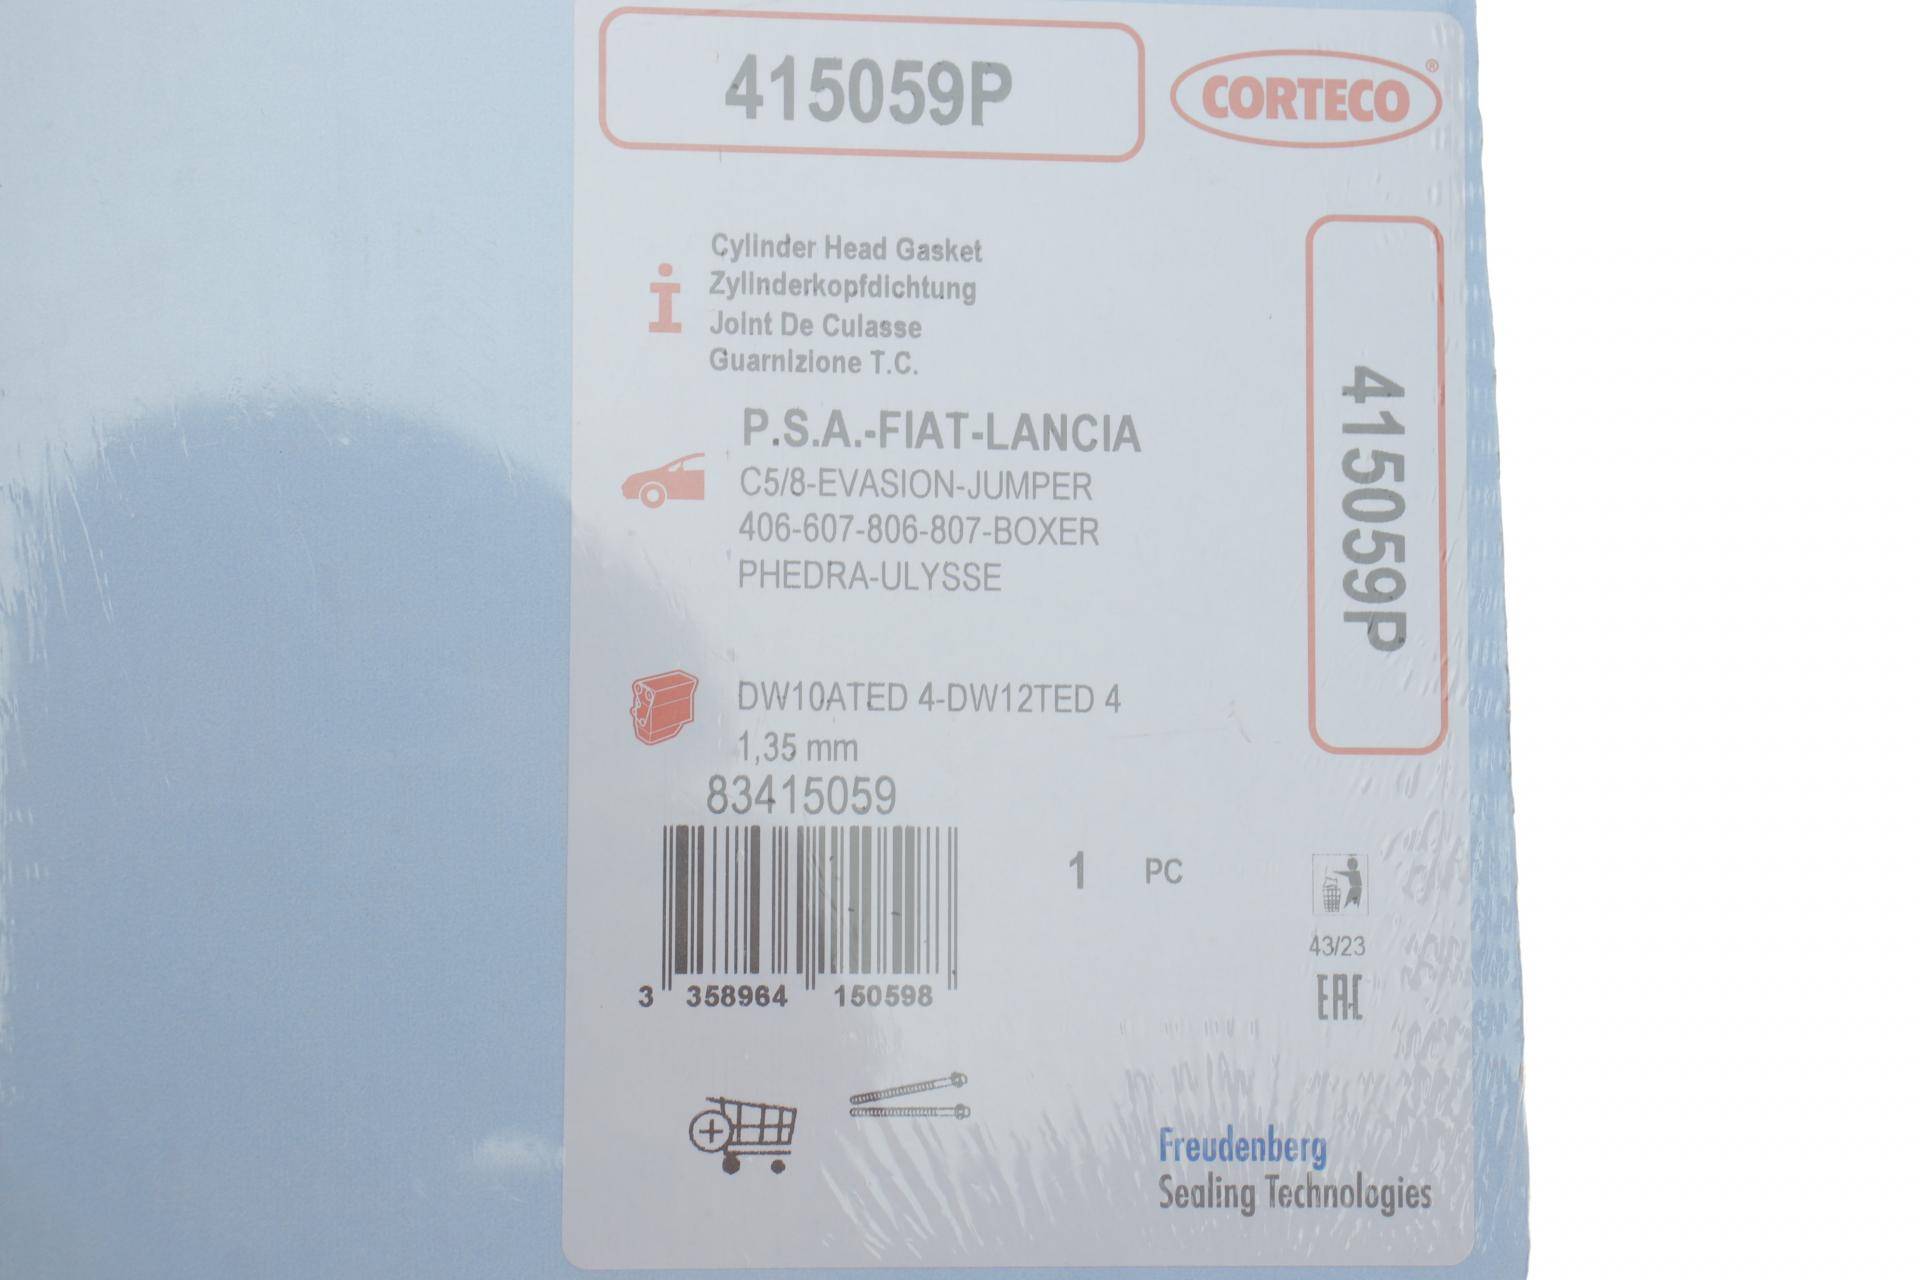 415059P
CORTECO®
Cylinder Head Gasket
Zylinderkopfdichtung
Joint De Culasse
Guarnizione T.C.
P.S.A.-FIAT-LANCIA
C5/8-EVASION-JUMPER
406-607-806-807-BOXER
PHEDRA-ULYSSE
415059P
DW10ATED 4-DW12TED 4
1,35 mm
83415059
1 PC
3 358964 150598
43/23
EAC
Freudenberg
Sealing Technologies